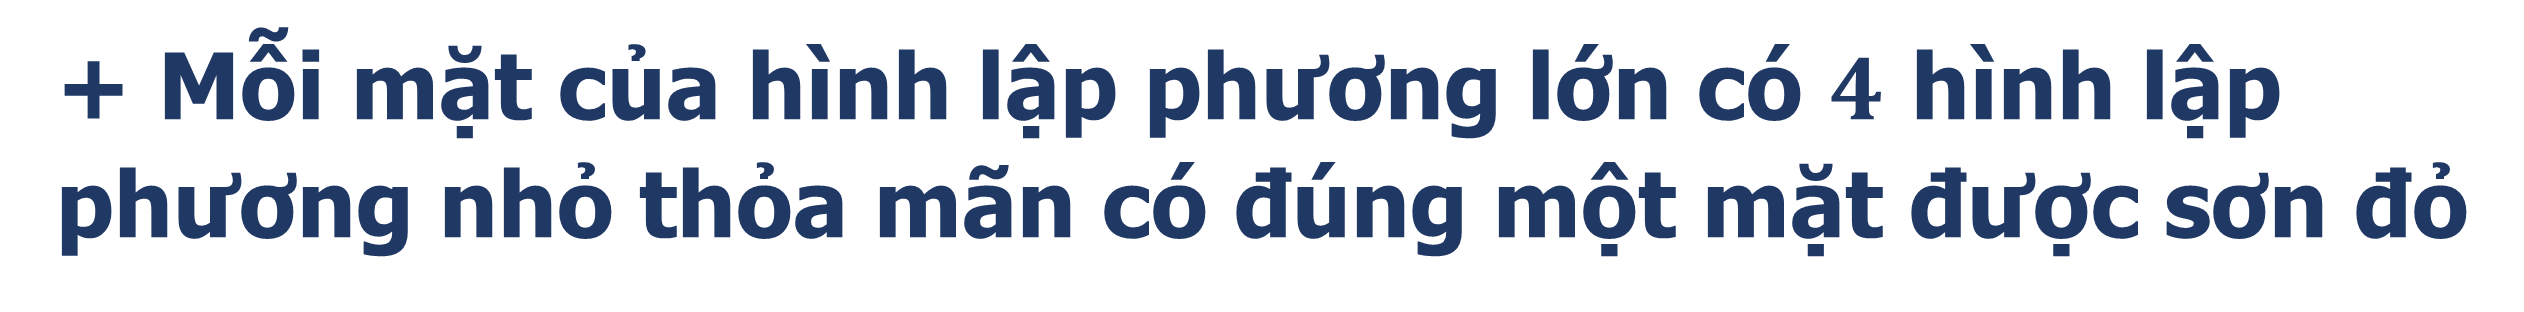 + Mỗi mặt của hình lập phương lớn có 4 hình lập
phương nhỏ thỏa mãn có đúng một mặt được sơn đỏ